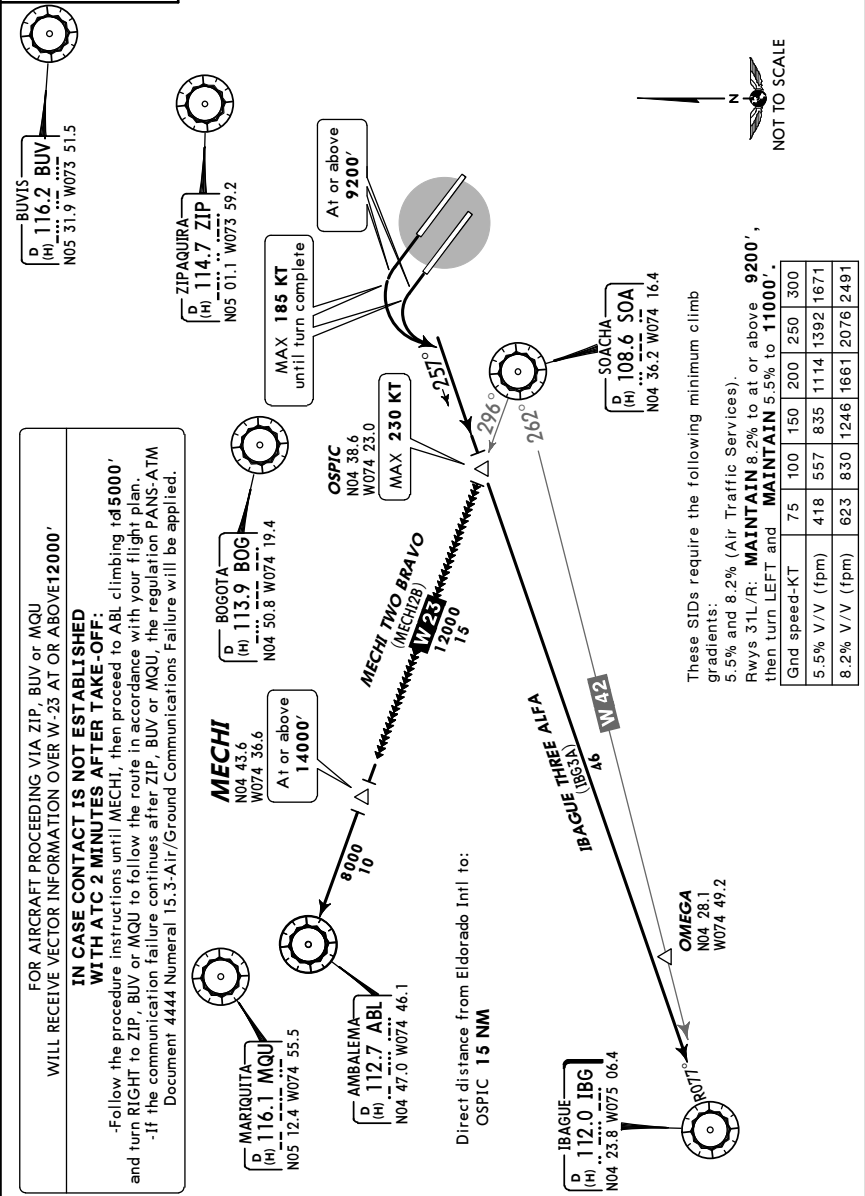 FOR AIRCRAFT PROCEEDING VIA ZIP, BUV or MQU
WILL RECEIVE VECTOR INFORMATION OVER W-23 AT OR ABOVE12000'
IN CASE CONTACT IS NOT ESTABLISHED
WITH ATC 2 MINUTES AFTER TAKE-OFF:
-Follow the procedure instructions until MECHI, then proceed to ABL climbing to15000'
and turn RIGHT to ZIP, BUV or MQU to follow the route in accordance with your flight plan.
-If the communication failure continues after ZIP, BUV or MQU, the regulation PANS-ATM
Document 4444 Numeral 15.3-Air/Ground Communications Failure will be applied.
BUVIS
D
(H) 116.2 BUV
N05 31.9 W073 51.5
ZIPAQUIRA
D
(H) 114.7 ZIP
N05 01.1 W073 59.2
BOGOTA
D
(H) 113.9 BOG
N04 50.8 W074 19.4
MARIQUITA
D
(H) 116.1 MQU
N05 12.4 W074 55.5
AMBALEMA
D
(H) 112.7 ABL
N04 47.0 W074 46.1
MECHI
N04 43.6
W074 36.6
At or above
14000'
8000
10
MECHI TWO BRAVO
(MECHI2B)
W 23
12000
15
OSPIC
N04 38.6
W074 23.0
MAX 230 KT
MAX 185 KT
until turn complete
At or above
9200'
257°
296°
262°
SOACHA
D
(H) 108.6 SOA
N04 36.2 W074 16.4
IBAGUE THREE ALFA
(IBG3A)
46
W 42
OMEGA
N04 28.1
W074 49.2
R077°
IBAGUE
D
(H) 112.0 IBG
N04 23.8 W075 06.4
Direct distance from Eldorado Intl to:
OSPIC 15 NM
N
NOT TO SCALE
These SIDs require the following minimum climb
gradients:
5.5% and 8.2% (Air Traffic Services).
Rwys 31L/R: MAINTAIN 8.2% to at or above 9200',
then turn LEFT and MAINTAIN 5.5% to 11000'.
Gnd speed-KT 75 100 150 200 250 300
5.5% V/V (fpm) 418 557 835 1114 1392 1671
8.2% V/V (fpm) 623 830 1246 1661 2076 2491